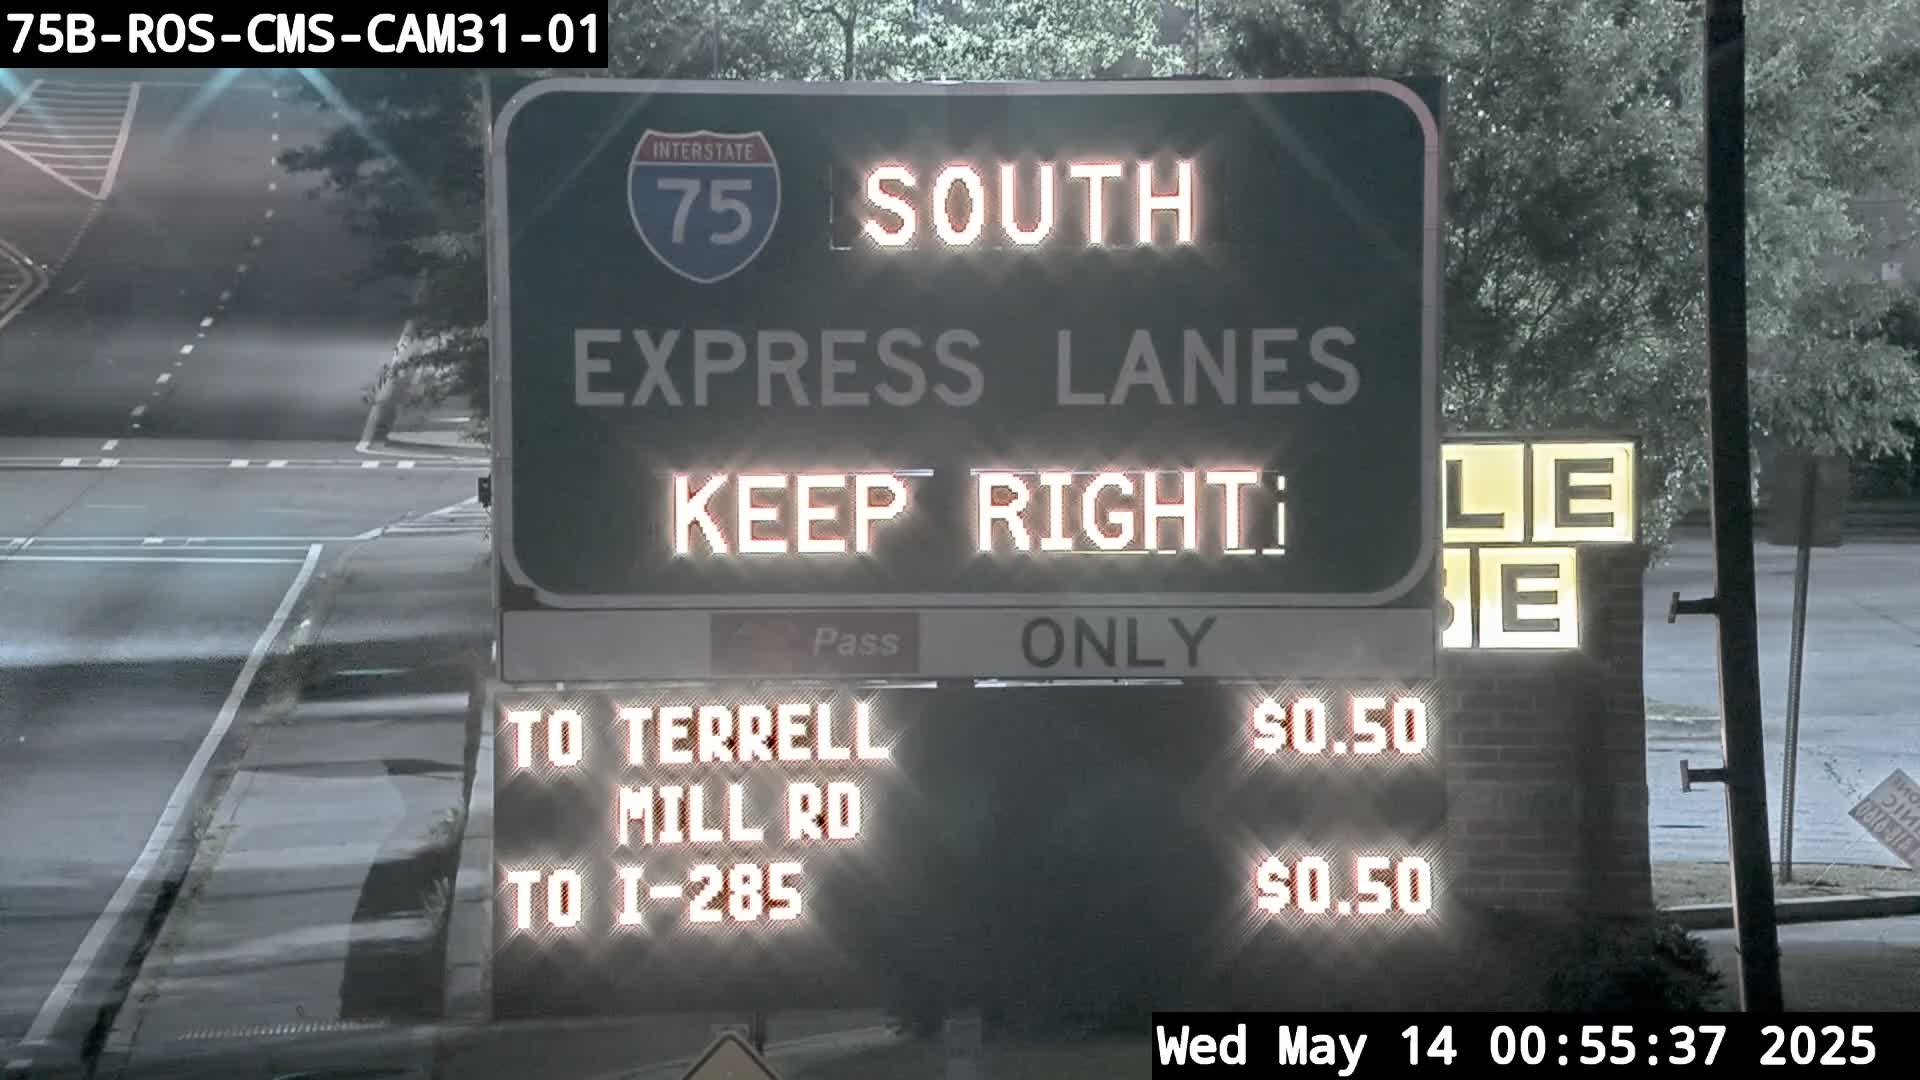 75B-ROS-CMS-CAM31-01
INTERSTATE
75
SOUTH
EXPRESS LANES
KEEP RIGHT
Pass ONLY
LE
E
TO TERRELL $0.50
MILL RD
TO I-285 $0.50
Wed May 14 00:55:37 2025